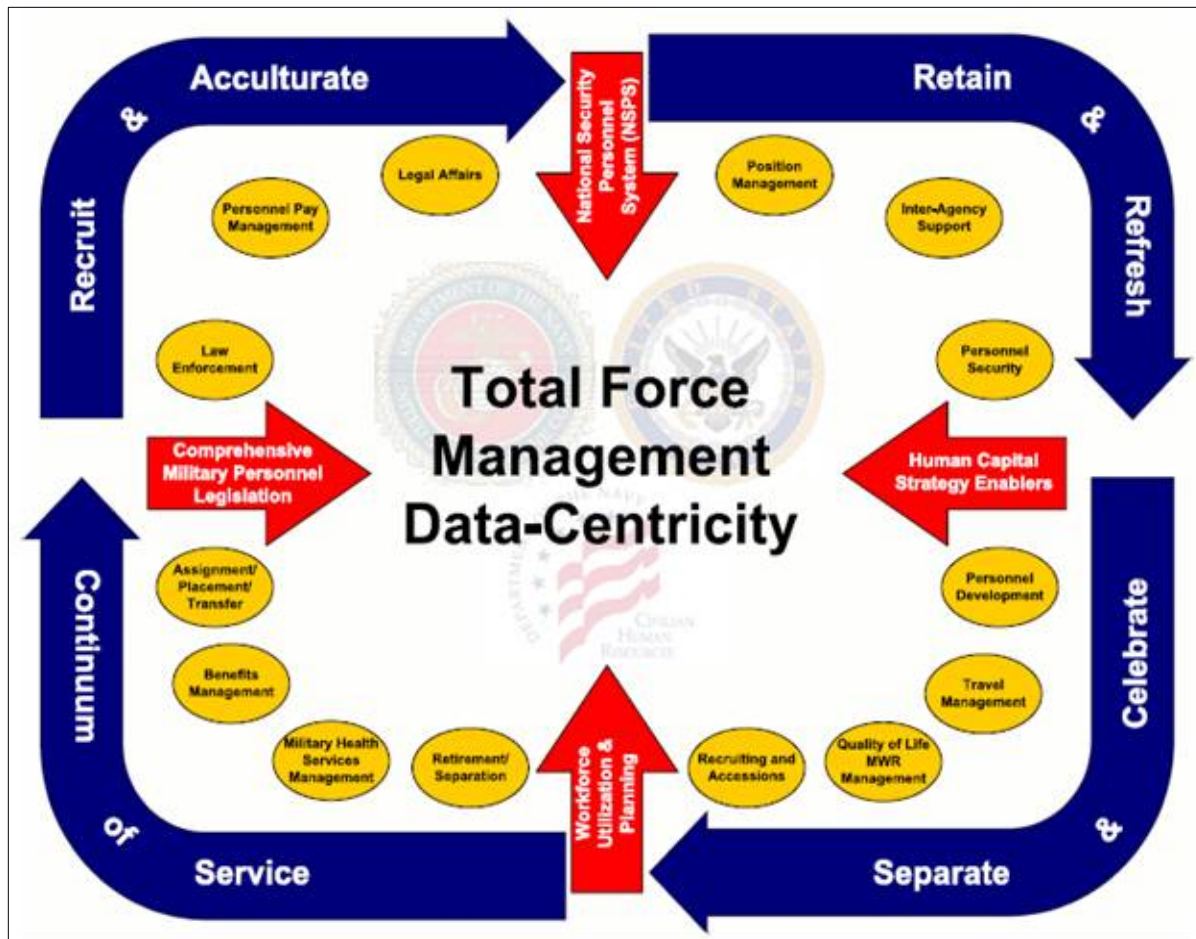 Recruit
&
Acculturate
Retain
&
Refresh
National Security
Personnel
System (NSPS)
Legal Affairs
Position
Management
Personnel Pay
Management
Inter-Agency
Support
Law
Enforcement
Personnel
Security
Total Force
Management
Data-Centricity
Comprehensive
Military Personnel
Legislation
Human Capital
Strategy Enablers
Assignment/
Placement/
Transfer
Personnel
Development
Benefits
Management
Travel
Management
Military Health
Services
Management
Retirement/
Separation
Workforce
Utilization &
Planning
Recruiting and
Accessions
Quality of Life
MWR
Management
CIVILIAN
HUMAN
RESOURCES
Celebrate
&
Separate
Service
of
Continuum